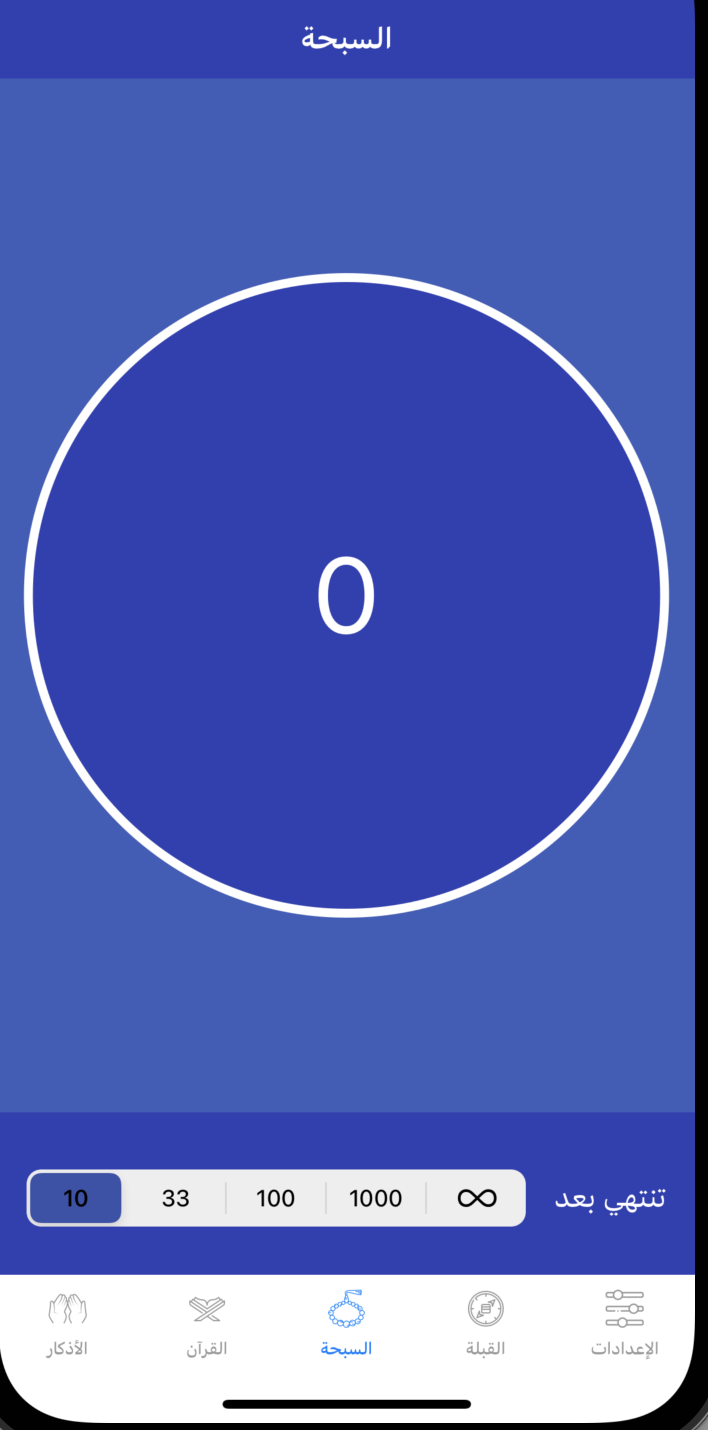 السبحة
0
تنتهي بعد
10 33 100 1000 ∞
الأذكار القرآن السبحة القبلة الإعدادات